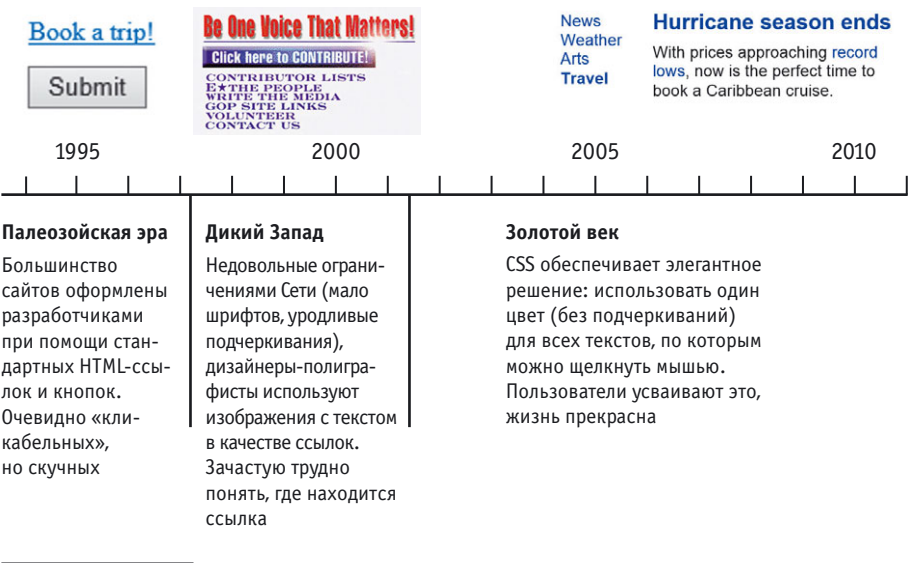 Book a trip!
Submit
Be One Voice That Matters!
Click here to CONTRIBUTE!
CONTRIBUTOR LISTS
E★THE PEOPLE
WRITE THE MEDIA
GOP SITE LINKS
VOLUNTEER
CONTACT US
News
Weather
Arts
Travel
Hurricane season ends
With prices approaching record
lows, now is the perfect time to
book a Caribbean cruise.
1995 2000 2005 2010
Палеозойская эра
Большинство
сайтов оформлены
разработчиками
при помощи стан-
дартных HTML-ссы-
лок и кнопок.
Очевидно «кли-
кабельных»,
но скучных
Дикий Запад
Недовольные ограни-
чениями Сети (мало
шрифтов, уродливые
подчеркивания),
дизайнеры-полигра-
фисты используют
изображения с текстом
в качестве ссылок.
Зачастую трудно
понять, где находится
ссылка
Золотой век
CSS обеспечивает элегантное
решение: использовать один
цвет (без подчеркиваний)
для всех текстов, по которым
можно щелкнуть мышью.
Пользователи усваивают это,
жизнь прекрасна